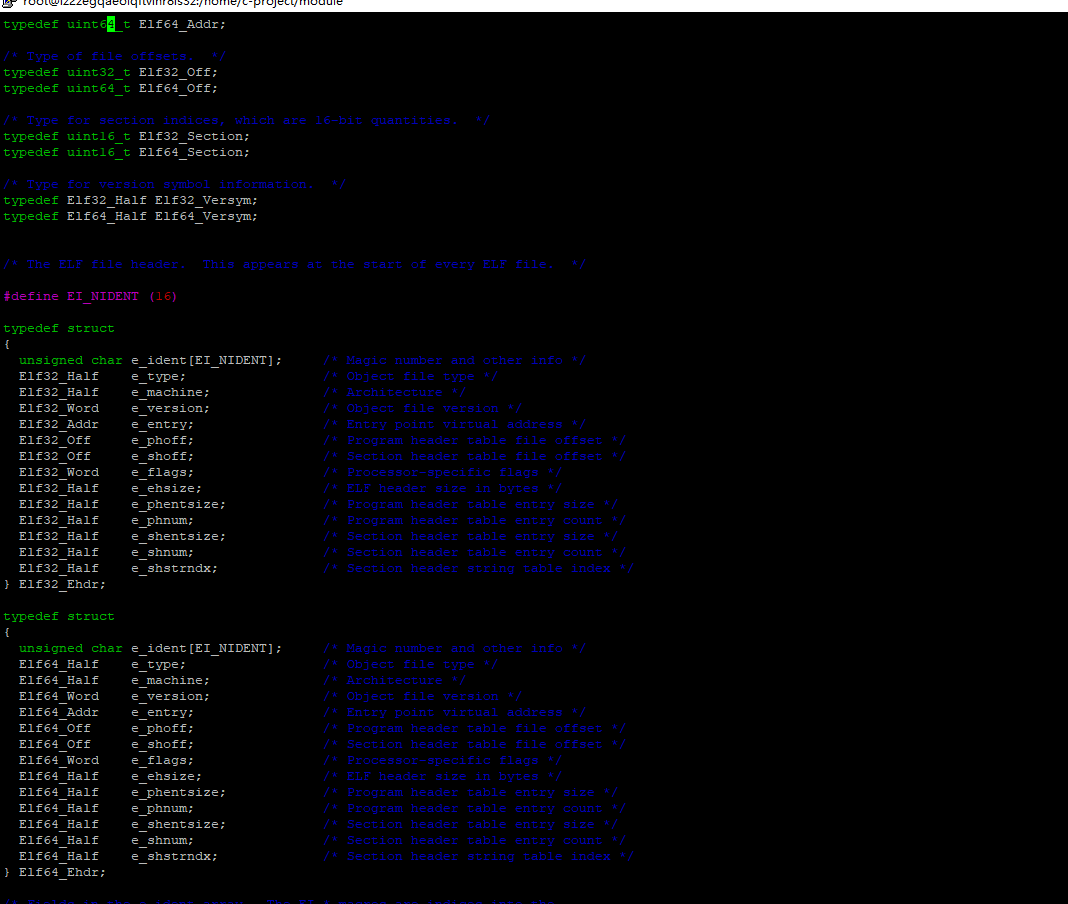 :/home/c-project/module
typedef uint64_t Elf64_Addr;
/* Type of file offsets.  */
typedef uint32_t Elf32_Off;
typedef uint64_t Elf64_Off;
/* Type for section indices, which are 16-bit quantities.  */
typedef uint16_t Elf32_Section;
typedef uint16_t Elf64_Section;
/* Type for version symbol information.  */
typedef Elf32_Half Elf32_Versym;
typedef Elf64_Half Elf64_Versym;
/* The ELF file header.  This appears at the start of every ELF file.  */
#define EI_NIDENT (16)
typedef struct
{
  unsigned char e_ident[EI_NIDENT];     /* Magic number and other info */
  Elf32_Half    e_type;                 /* Object file type */
  Elf32_Half    e_machine;              /* Architecture */
  Elf32_Word    e_version;              /* Object file version */
  Elf32_Addr    e_entry;                /* Entry point virtual address */
  Elf32_Off     e_phoff;                /* Program header table file offset */
  Elf32_Off     e_shoff;                /* Section header table file offset */
  Elf32_Word    e_flags;                /* Processor-specific flags */
  Elf32_Half    e_ehsize;               /* ELF header size in bytes */
  Elf32_Half    e_phentsize;            /* Program header table entry size */
  Elf32_Half    e_phnum;                /* Program header table entry count */
  Elf32_Half    e_shentsize;            /* Section header table entry size */
  Elf32_Half    e_shnum;                /* Section header table entry count */
  Elf32_Half    e_shstrndx;             /* Section header string table index */
} Elf32_Ehdr;
typedef struct
{
  unsigned char e_ident[EI_NIDENT];     /* Magic number and other info */
  Elf64_Half    e_type;                 /* Object file type */
  Elf64_Half    e_machine;              /* Architecture */
  Elf64_Word    e_version;              /* Object file version */
  Elf64_Addr    e_entry;                /* Entry point virtual address */
  Elf64_Off     e_phoff;                /* Program header table file offset */
  Elf64_Off     e_shoff;                /* Section header table file offset */
  Elf64_Word    e_flags;                /* Processor-specific flags */
  Elf64_Half    e_ehsize;               /* ELF header size in bytes */
  Elf64_Half    e_phentsize;            /* Program header table entry size */
  Elf64_Half    e_phnum;                /* Program header table entry count */
  Elf64_Half    e_shentsize;            /* Section header table entry size */
  Elf64_Half    e_shnum;                /* Section header table entry count */
  Elf64_Half    e_shstrndx;             /* Section header string table index */
} Elf64_Ehdr;